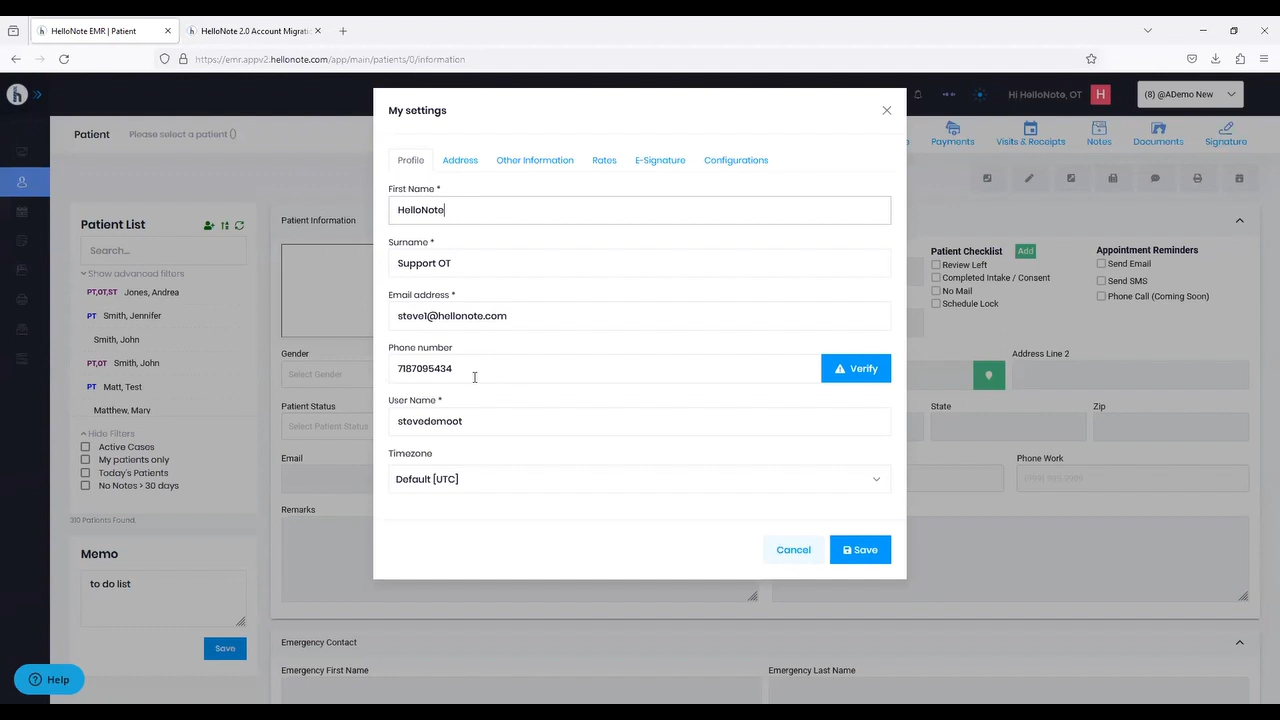 HelloNote EMR | Patient
HelloNote 2.0 Account Migrati
https://emr.appv2.hellonote.com/app/main/patients/0/information
Hi HelloNote, OT
H
(8) @ADemo New
Patient
Please select a patient ()
Payments
Visits & Receipts
Notes
Documents
Signature
My settings
Profile
Address
Other Information
Rates
E-Signature
Configurations
First Name *
HelloNote
Surname *
Support OT
Email address *
steve1@hellonote.com
Phone number
7187095434
Verify
User Name *
stevedemoot
Timezone
Default [UTC]
Cancel
Save
Patient List
Search...
Show advanced filters
PT,OT,ST Jones, Andrea
PT Smith, Jennifer
Smith, John
PT,OT Smith, John
PT Matt, Test
Matthew, Mary
Hide Filters
Active Cases
My patients only
Today's Patients
No Notes > 30 days
310 Patients Found.
Memo
to do list
Save
Help
Patient Information
Gender
Select Gender
Patient Status
Select Patient Status
Email
Remarks
Patient Checklist
Add
Review Left
Completed Intake / Consent
No Mail
Schedule Lock
Appointment Reminders
Send Email
Send SMS
Phone Call (Coming Soon)
Address Line 2
State
Zip
Phone Work
(999) 999-9999
Emergency Contact
Emergency First Name
Emergency Last Name